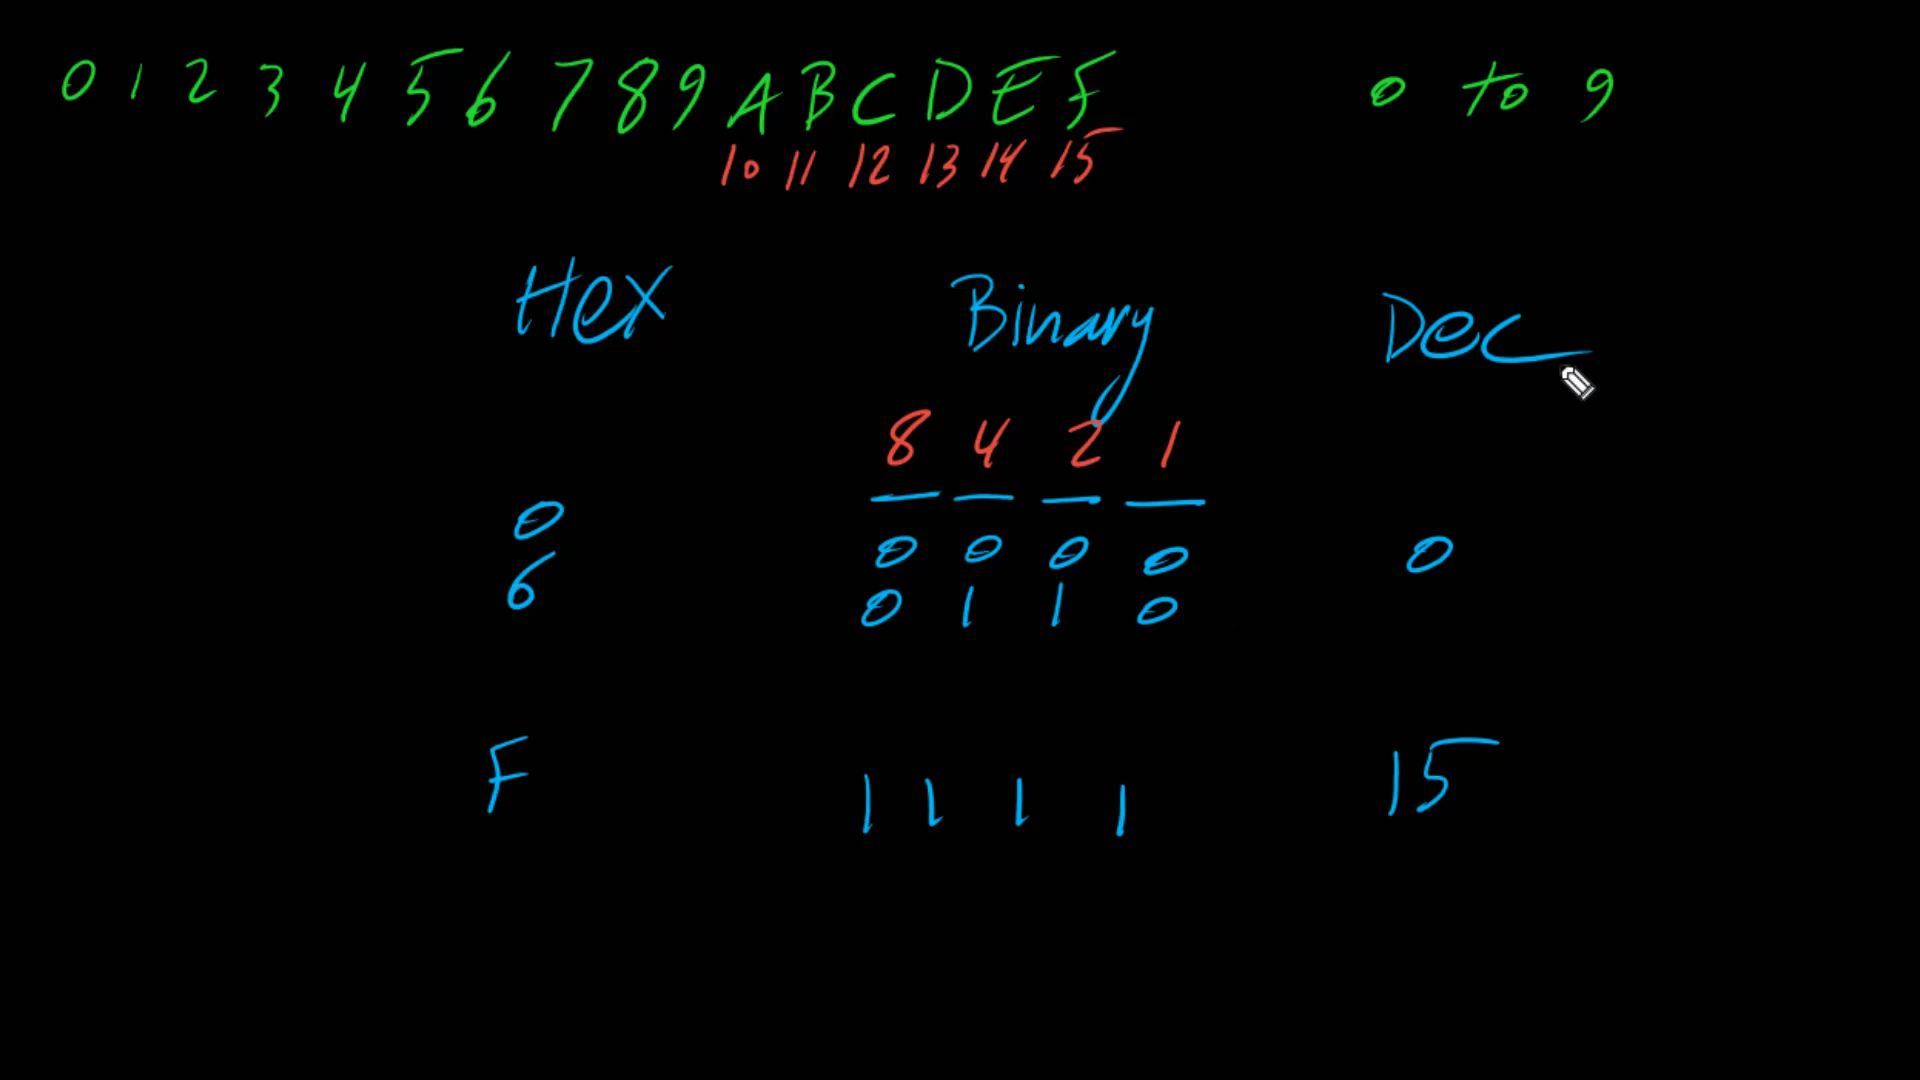 0 1 2 3 4 5 6 7 8 9 A B C D E F 0 to 9
10 11 12 13 14 15
Hex Binary Dec
8 4 2 1
0 0 0 0 0 0
6 0 1 1 0
F 1 1 1 1 15